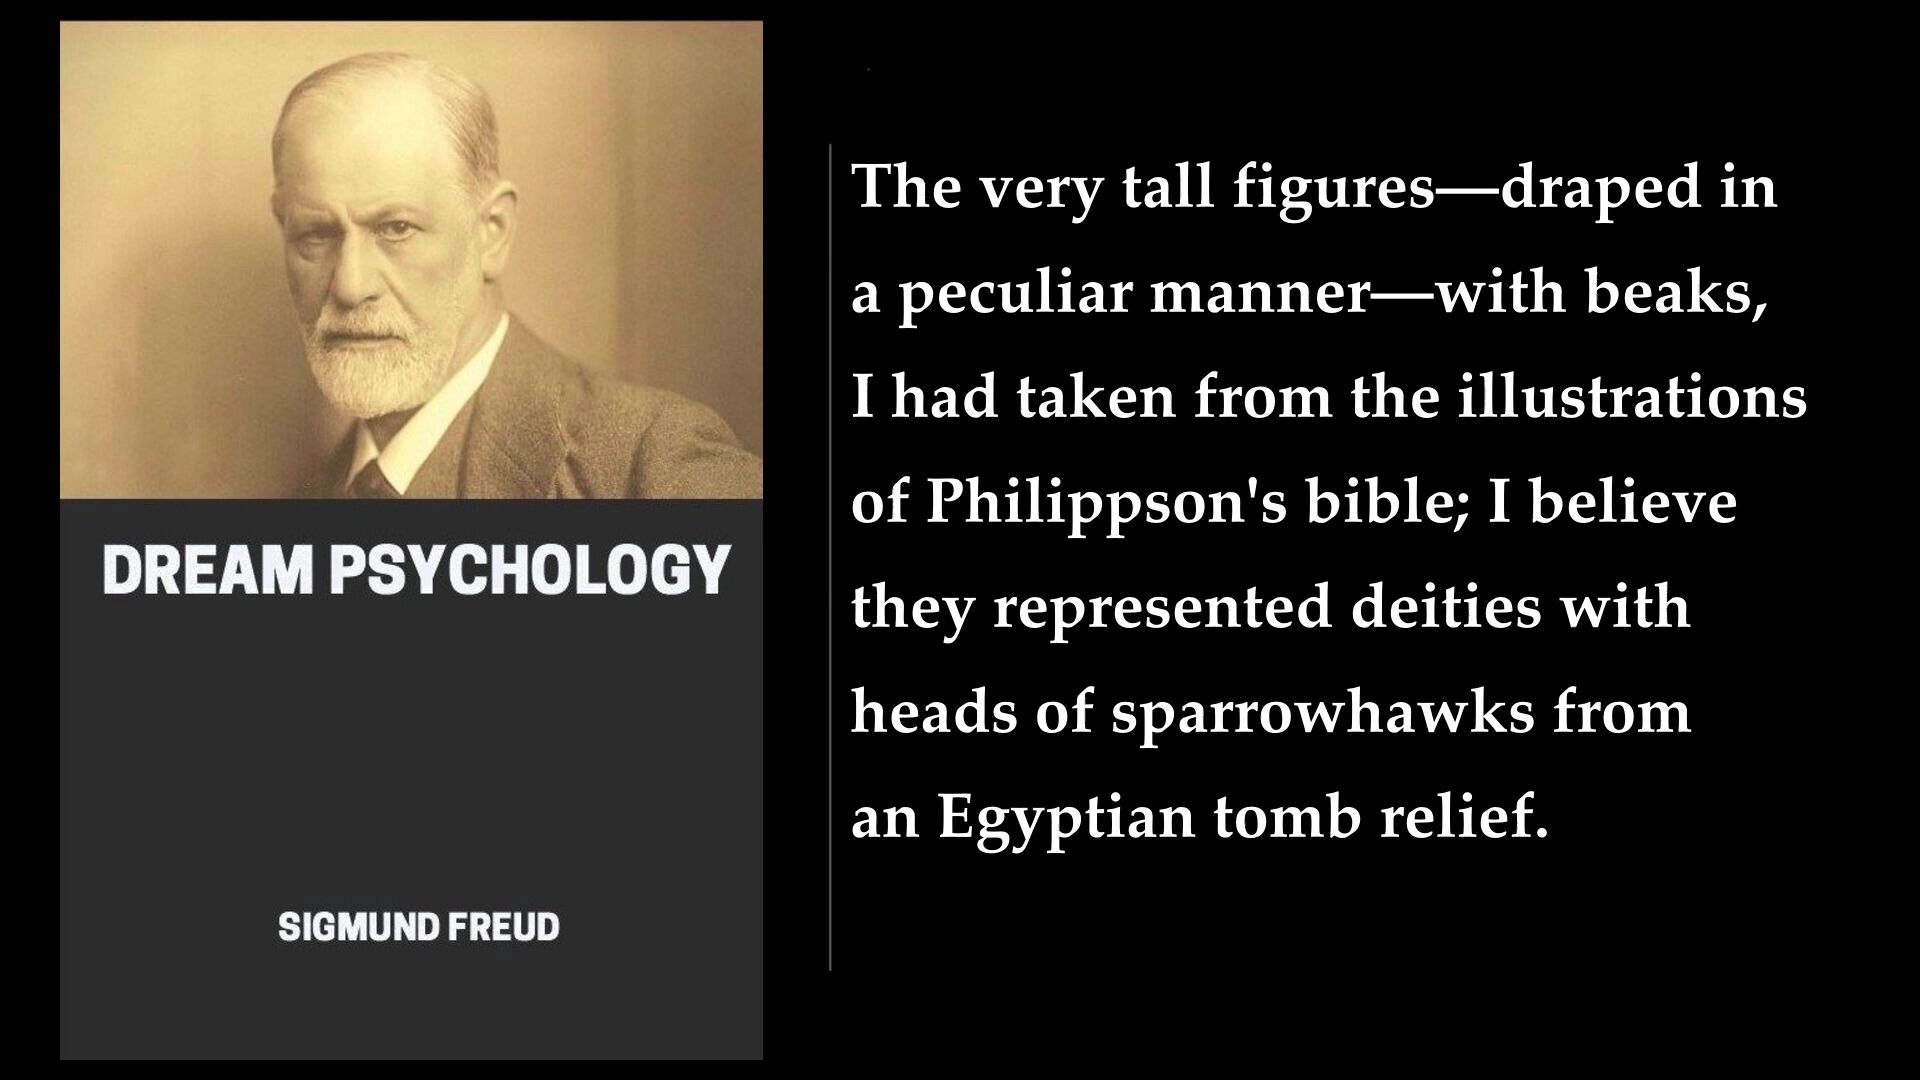 DREAM PSYCHOLOGY
SIGMUND FREUD
The very tall figures—draped in
a peculiar manner—with beaks,
I had taken from the illustrations
of Philippson's bible; I believe
they represented deities with
heads of sparrowhawks from
an Egyptian tomb relief.